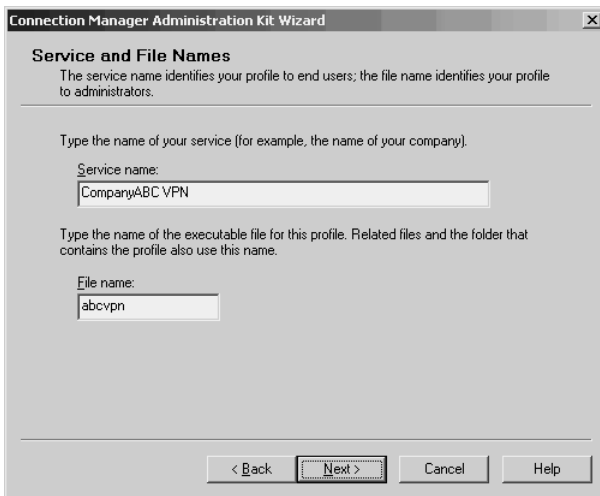 Connection Manager Administration Kit Wizard
Service and File Names
The service name identifies your profile to end users; the file name identifies your profile
to administrators.
Type the name of your service (for example, the name of your company).
Service name:
CompanyABC VPN
Type the name of the executable file for this profile. Related files and the folder that
contains the profile also use this name.
File name:
abcvpn
< Back Next > Cancel Help